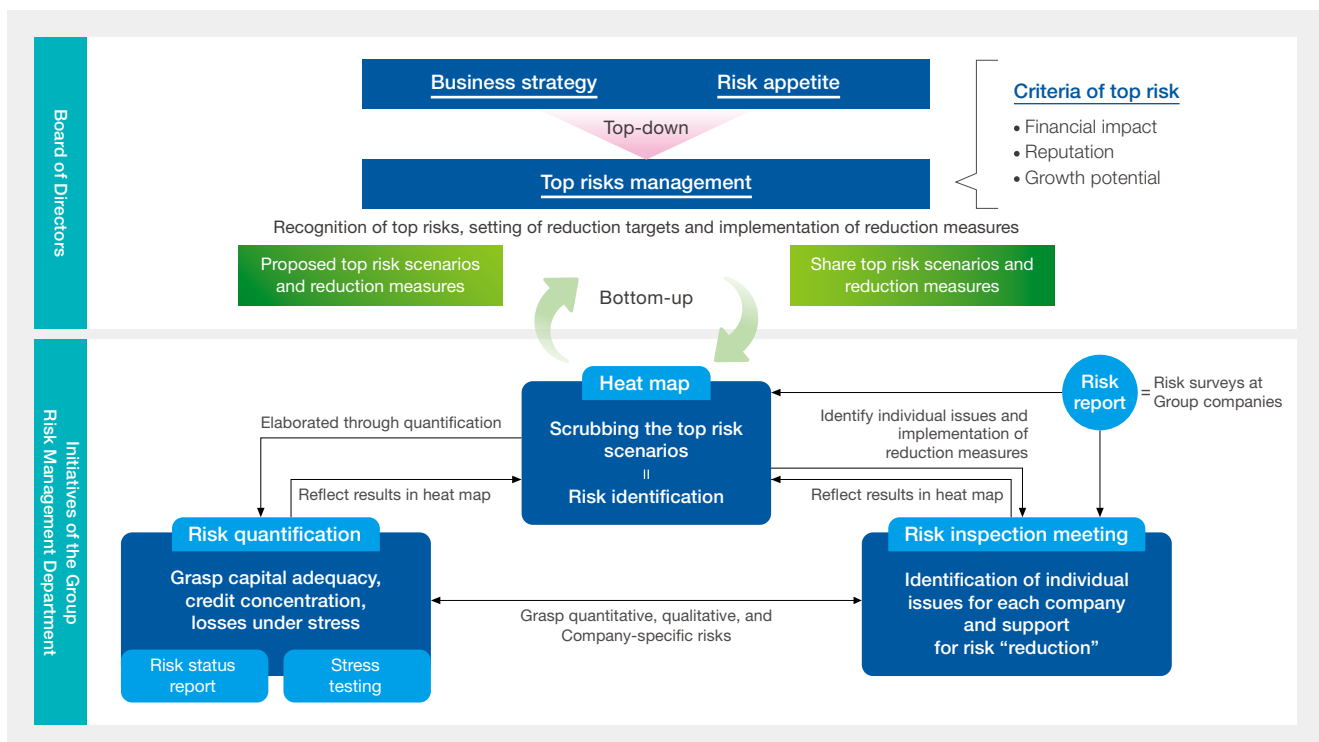 Board of Directors
Business strategy
Risk appetite
Top-down
Top risks management
Criteria of top risk
• Financial impact
• Reputation
• Growth potential
Recognition of top risks, setting of reduction targets and implementation of reduction measures
Proposed top risk scenarios
and reduction measures
Bottom-up
Share top risk scenarios and
reduction measures
Initiatives of the Group
Risk Management Department
Heat map
Scrubbing the top risk
scenarios
=
Risk identification
Risk
report
= Risk surveys at
Group companies
Elaborated through quantification
Reflect results in heat map
Identify individual issues and
implementation of
reduction measures
Reflect results in heat map
Risk quantification
Grasp capital adequacy,
credit concentration,
losses under stress
Risk status
report
Stress
testing
Grasp quantitative, qualitative, and
Company-specific risks
Risk inspection meeting
Identification of individual
issues for each company
and support
for risk “reduction”